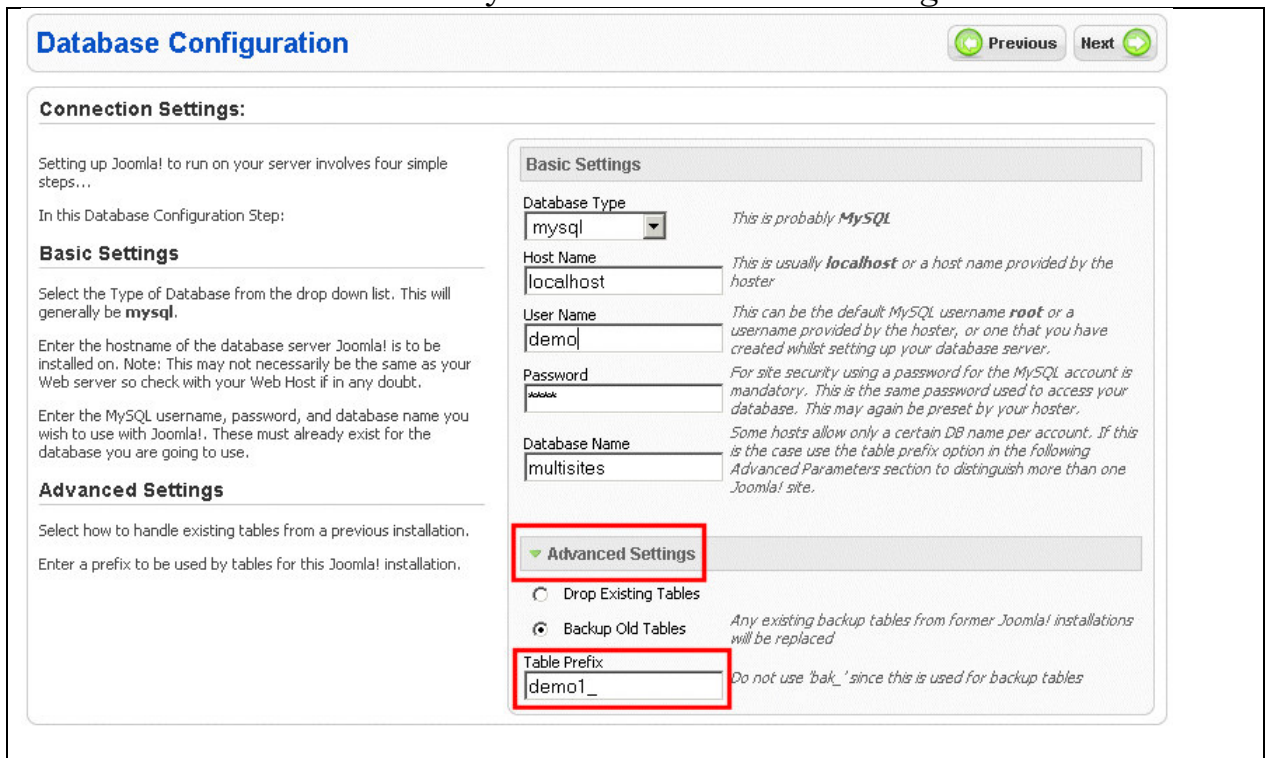 Database Configuration
Previous
Next
Connection Settings:
Setting up Joomla! to run on your server involves four simple
steps...
In this Database Configuration Step:
Basic Settings
Select the Type of Database from the drop down list. This will
generally be mysql.
Enter the hostname of the database server Joomla! is to be
installed on. Note: This may not necessarily be the same as your
Web server so check with your Web Host if in any doubt.
Enter the MySQL username, password, and database name you
wish to use with Joomla!. These must already exist for the
database you are going to use.
Advanced Settings
Select how to handle existing tables from a previous installation.
Enter a prefix to be used by tables for this Joomla! installation.
Basic Settings
Database Type
mysql
This is probably MySQL
Host Name
localhost
This is usually localhost or a host name provided by the
hoster
User Name
demo
This can be the default MySQL username root or a
username provided by the hoster, or one that you have
created whilst setting up your database server.
Password
****
For site security using a password for the MySQL account is
mandatory. This is the same password used to access your
database. This may again be preset by your hoster.
Database Name
multisites
Some hosts allow only a certain DB name per account. If this
is the case use the table prefix option in the following
Advanced Parameters section to distinguish more than one
Joomla! site.
Advanced Settings
Drop Existing Tables
Backup Old Tables
Any existing backup tables from former Joomla! installations
will be replaced
Table Prefix
demo1_
Do not use 'bak_' since this is used for backup tables